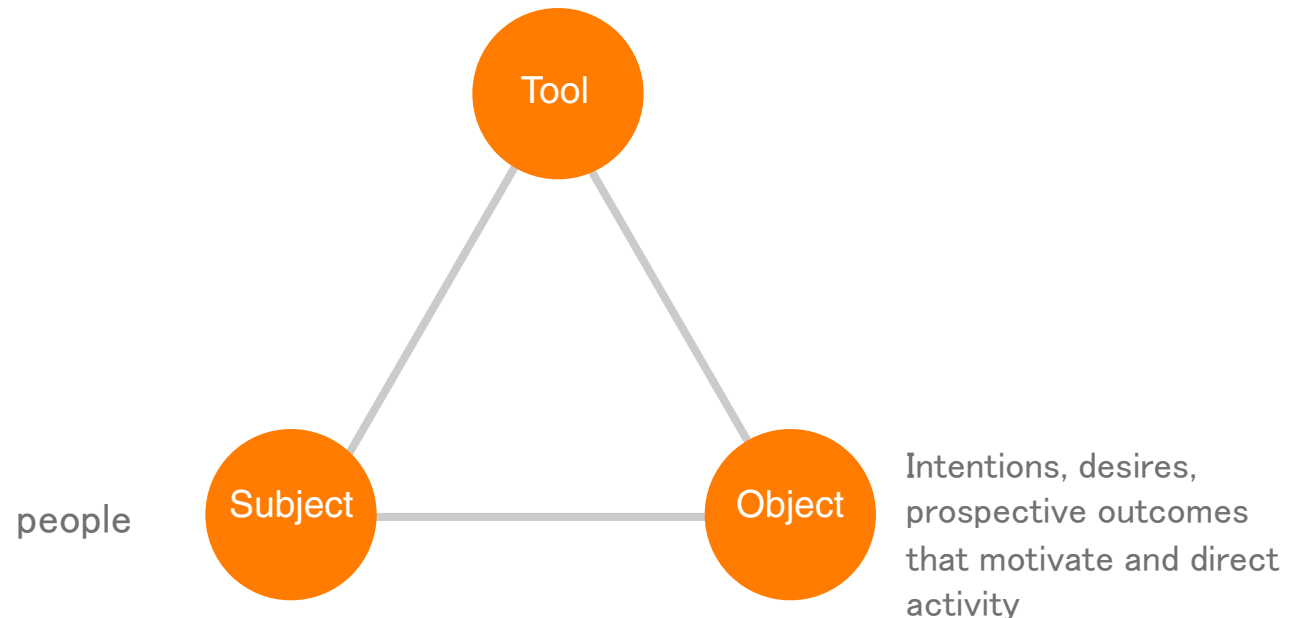 Tool
people
Subject
Object
Intentions, desires,
prospective outcomes
that motivate and direct
activity